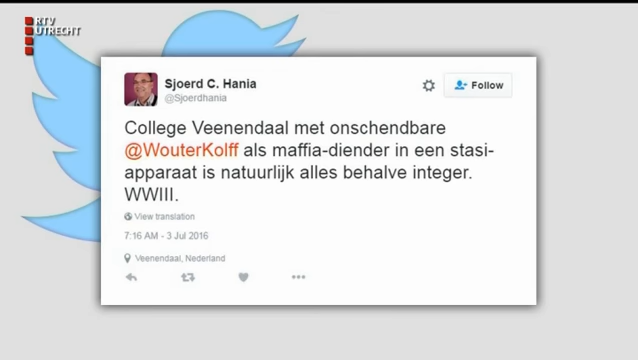 RTV
UTRECHT
Sjoerd C. Hania
@Sjoerdhania
Follow
College Veenendaal met onschendbare
@WouterKolff als maffia-diender in een stasi-
apparaat is natuurlijk alles behalve integer.
WWIII.
View translation
7:16 AM - 3 Jul 2016
Veenendaal, Nederland